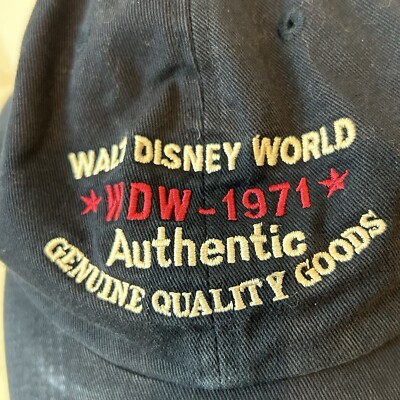 WALT DISNEY WORLD
★WDW-1971★
Authentic
GENUINE QUALITY GOODS